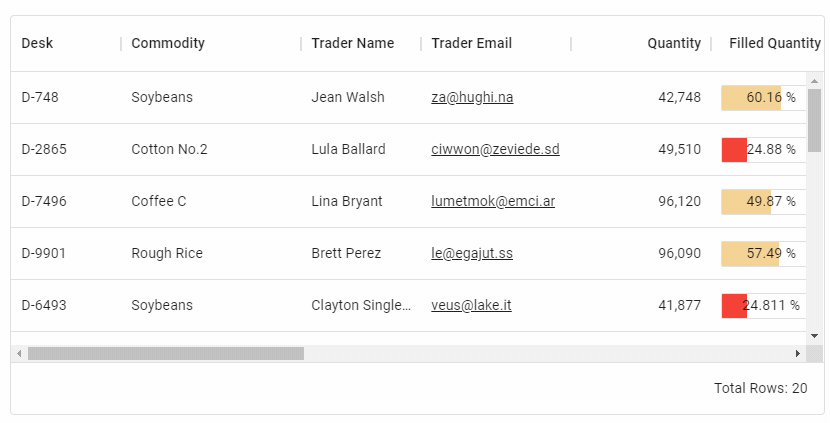 Desk Commodity Trader Name Trader Email Quantity Filled Quantity
D-748 Soybeans Jean Walsh za@hughi.na 42,748 60.16 %
D-2865 Cotton No.2 Lula Ballard ciwwon@zeviede.sd 49,510 24.88 %
D-7496 Coffee C Lina Bryant lumetmok@emci.ar 96,120 49.87 %
D-9901 Rough Rice Brett Perez le@egajut.ss 96,090 57.49 %
D-6493 Soybeans Clayton Single... veus@lake.it 41,877 24.811 %
Total Rows: 20